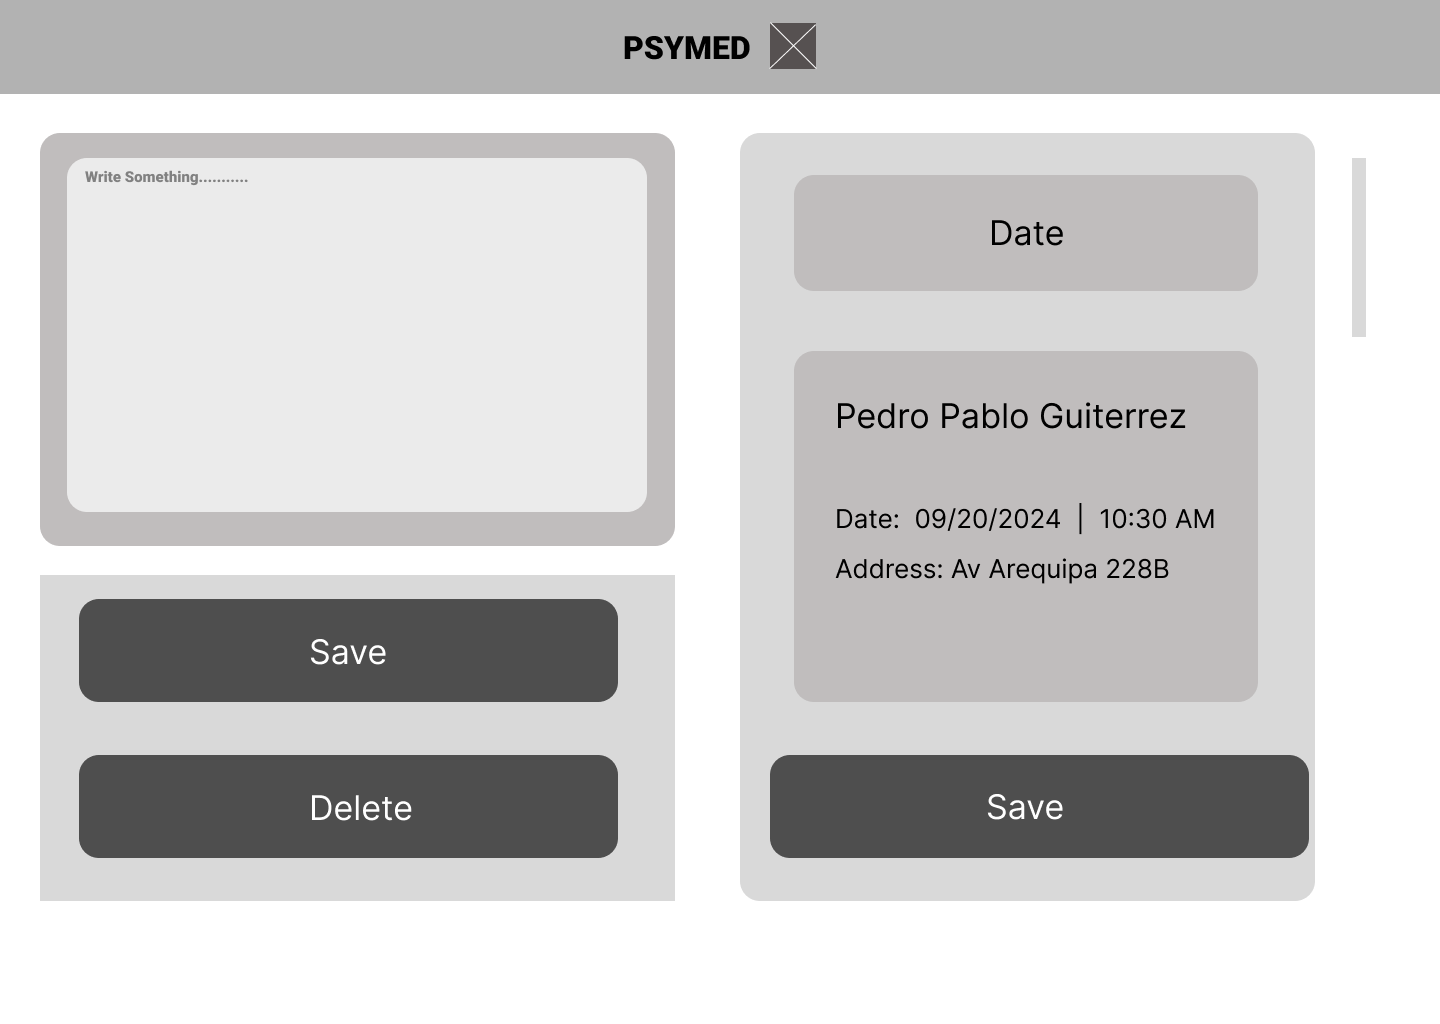 PSYMED
Write Something...........
Save
Delete
Date
Pedro Pablo Guiterrez
Date: 09/20/2024 | 10:30 AM
Address: Av Arequipa 228B
Save